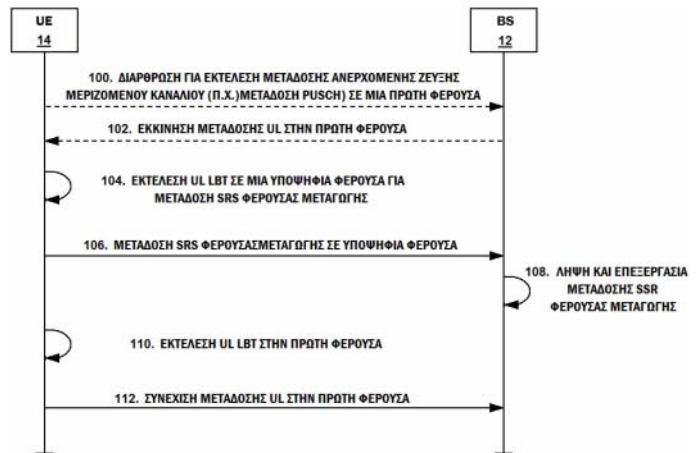 UE
14
BS
12
100. ΔΙΑΡΘΡΩΣΗ ΓΙΑ ΕΚΤΕΛΕΣΗ ΜΕΤΑΔΟΣΗΣ ΑΝΕΡΧΟΜΕΝΗΣ ΖΕΥΞΗΣ
ΜΕΡΙΖΟΜΕΝΟΥ ΚΑΝΑΛΙΟΥ (Π.Χ.)ΜΕΤΑΔΟΣΗ PUSCH) ΣΕ ΜΙΑ ΠΡΩΤΗ ΦΕΡΟΥΣΑ
102. ΕΚΚΙΝΗΣΗ ΜΕΤΑΔΟΣΗΣ UL ΣΤΗΝ ΠΡΩΤΗ ΦΕΡΟΥΣΑ
104. ΕΚΤΕΛΕΣΗ UL LBT ΣΕ ΜΙΑ ΥΠΟΨΗΦΙΑ ΦΕΡΟΥΣΑ ΓΙΑ
ΜΕΤΑΔΟΣΗ SRS ΦΕΡΟΥΣΑΣ ΜΕΤΑΓΩΓΗΣ
106. ΜΕΤΑΔΟΣΗ SRS ΦΕΡΟΥΣΑΣΜΕΤΑΓΩΓΗΣ ΣΕ ΥΠΟΨΗΦΙΑ ΦΕΡΟΥΣΑ
108. ΛΗΨΗ ΚΑΙ ΕΠΕΞΕΡΓΑΣΙΑ
ΜΕΤΑΔΟΣΗΣ SSR
ΦΕΡΟΥΣΑΣ ΜΕΤΑΓΩΓΗΣ
110. ΕΚΤΕΛΕΣΗ UL LBT ΣΤΗΝ ΠΡΩΤΗ ΦΕΡΟΥΣΑ
112. ΣΥΝΕΧΙΣΗ ΜΕΤΑΔΟΣΗΣ UL ΣΤΗΝ ΠΡΩΤΗ ΦΕΡΟΥΣΑ